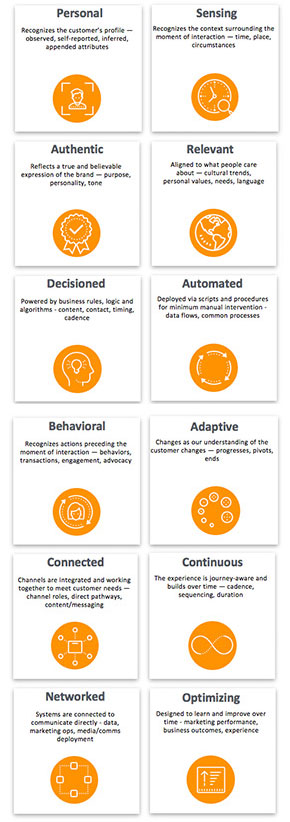 Personal
Recognizes the customer's profile —
observed, self-reported, inferred,
appended attributes
Sensing
Recognizes the context surrounding the
moment of interaction — time, place,
circumstances
Authentic
Reflects a true and believable
expression of the brand — purpose,
personality, tone
Relevant
Aligned to what people care
about — cultural trends,
personal values, needs, language
Decisioned
Powered by business rules, logic and
algorithms - content, contact, timing,
cadence
Automated
Deployed via scripts and procedures
for minimum manual intervention -
data flows, common processes
Behavioral
Recognizes actions preceding the
moment of interaction — behaviors,
transactions, engagement, advocacy
Adaptive
Changes as our understanding of the
customer changes — progresses, pivots,
ends
Connected
Channels are integrated and working
together to meet customer needs —
channel roles, direct pathways,
content/messaging
Continuous
The experience is journey-aware and
builds over time — cadence,
sequencing, duration
Networked
Systems are connected to
communicate directly - data,
marketing ops, media/comms
deployment
Optimizing
Designed to learn and improve over
time - marketing performance,
business outcomes, experience